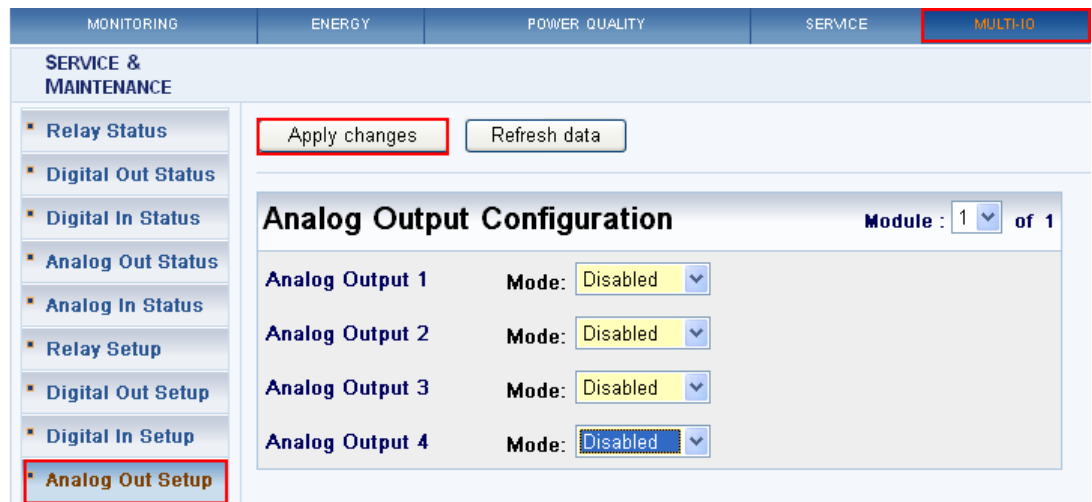 MONITORING ENERGY POWER QUALITY SERVICE MULTI-IO
SERVICE &
MAINTENANCE
Relay Status
Digital Out Status
Digital In Status
Analog Out Status
Analog In Status
Relay Setup
Digital Out Setup
Digital In Setup
Analog Out Setup
Apply changes Refresh data
Analog Output Configuration Module : 1 of 1
Analog Output 1 Mode: Disabled
Analog Output 2 Mode: Disabled
Analog Output 3 Mode: Disabled
Analog Output 4 Mode: Disabled